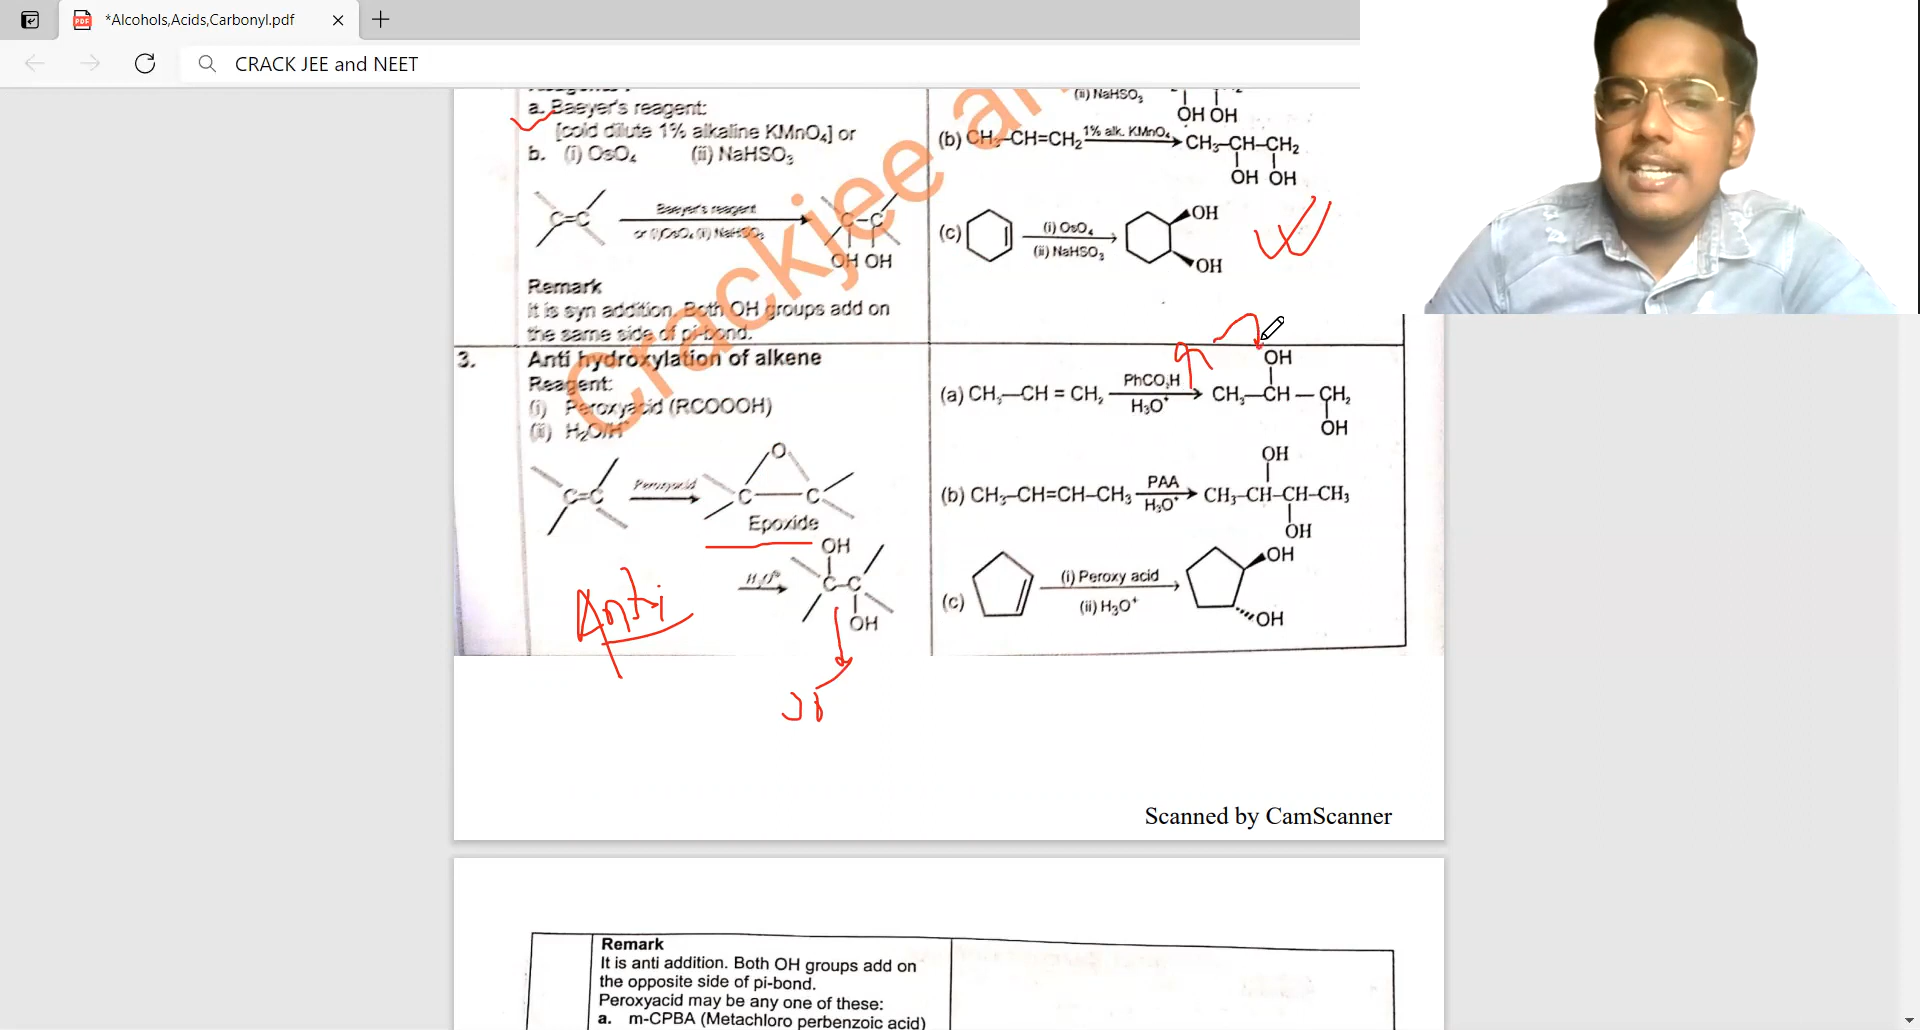 *Alcohols,Acids,Carbonyl.pdf
CRACK JEE and NEET
a. Baeyer's reagent:
[cold dilute 1% alkaline KMnO₄] or
b. (i) OsO₄ (ii) NaHSO₃
C=C
Baeyer's reagent
or (i)OsO₄ (ii) NaHSO₃
C–C
OH OH
Remark
It is syn addition. Both OH groups add on
the same side of pi-bond.
(ii) NaHSO₃
OH OH
(b) CH₃–CH=CH₂ 1% alk. KMnO₄ CH₃–CH–CH₂
OH OH
(c) (i) OsO₄
(ii) NaHSO₃
OH
OH
3. Anti hydroxylation of alkene
Reagent:
(i) Peroxyacid (RCOOOH)
(ii) H₂O/H⁺
C=C
Peroxyacid
O
C C
Epoxide
OH
C–C
OH
Anti
(a) CH₃—CH = CH₂ PhCO₃H
H₃O⁺
OH
CH₃—CH — CH₂
OH
(b) CH₃–CH=CH–CH₃ PAA
H₃O⁺
OH
CH₃–CH–CH–CH₃
OH
(c) (i) Peroxy acid
(ii) H₃O⁺
OH
OH
Crackjee
Scanned by CamScanner
Remark
It is anti addition. Both OH groups add on
the opposite side of pi-bond.
Peroxyacid may be any one of these:
a. m-CPBA (Metachloro perbenzoic acid)